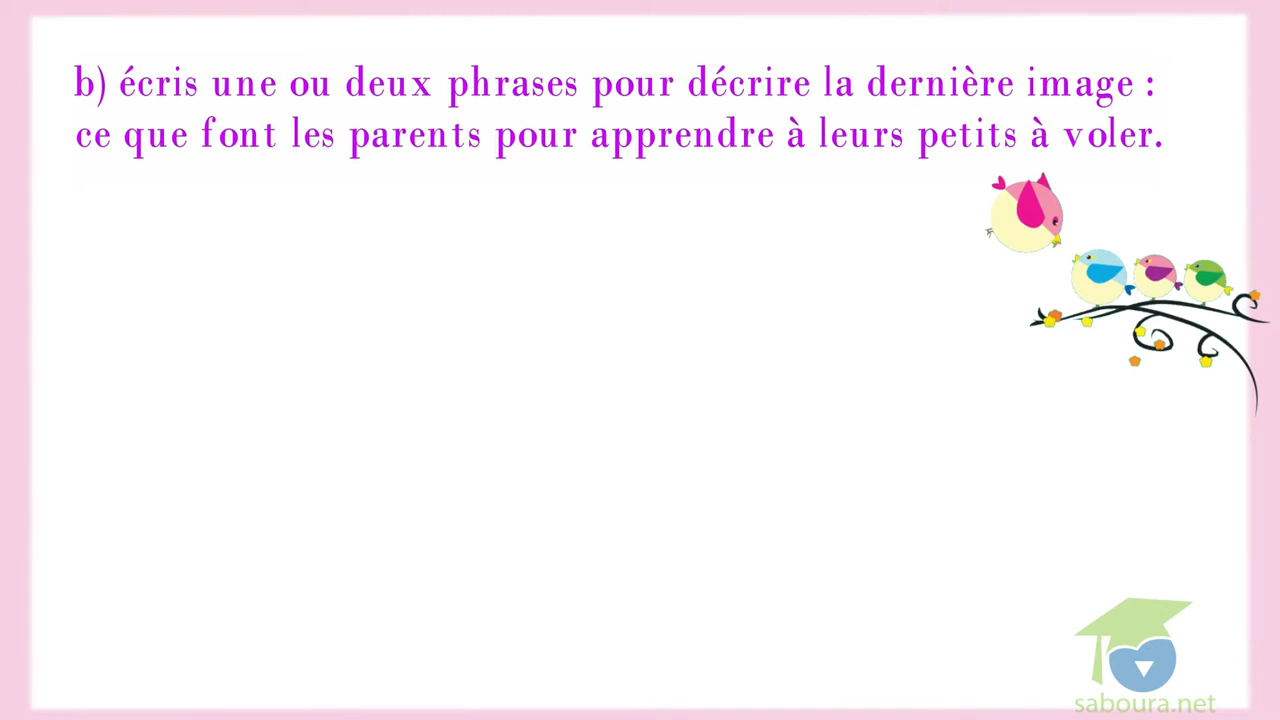 b) écris une ou deux phrases pour décrire la dernière image :
ce que font les parents pour apprendre à leurs petits à voler.
saboura.net